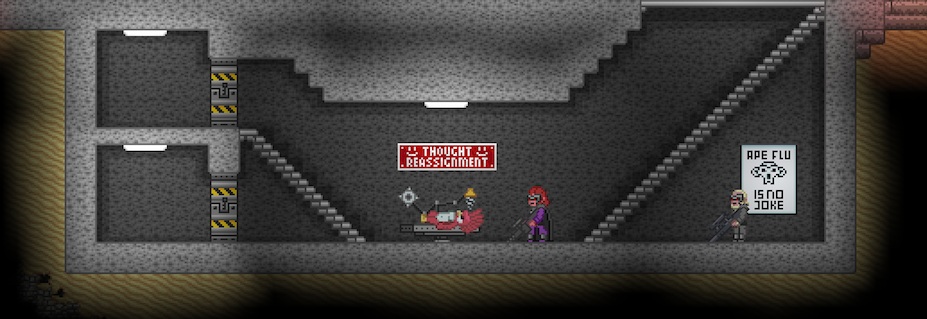 THOUGHT
REASSIGNMENT
APE FLU
IS NO
JOKE